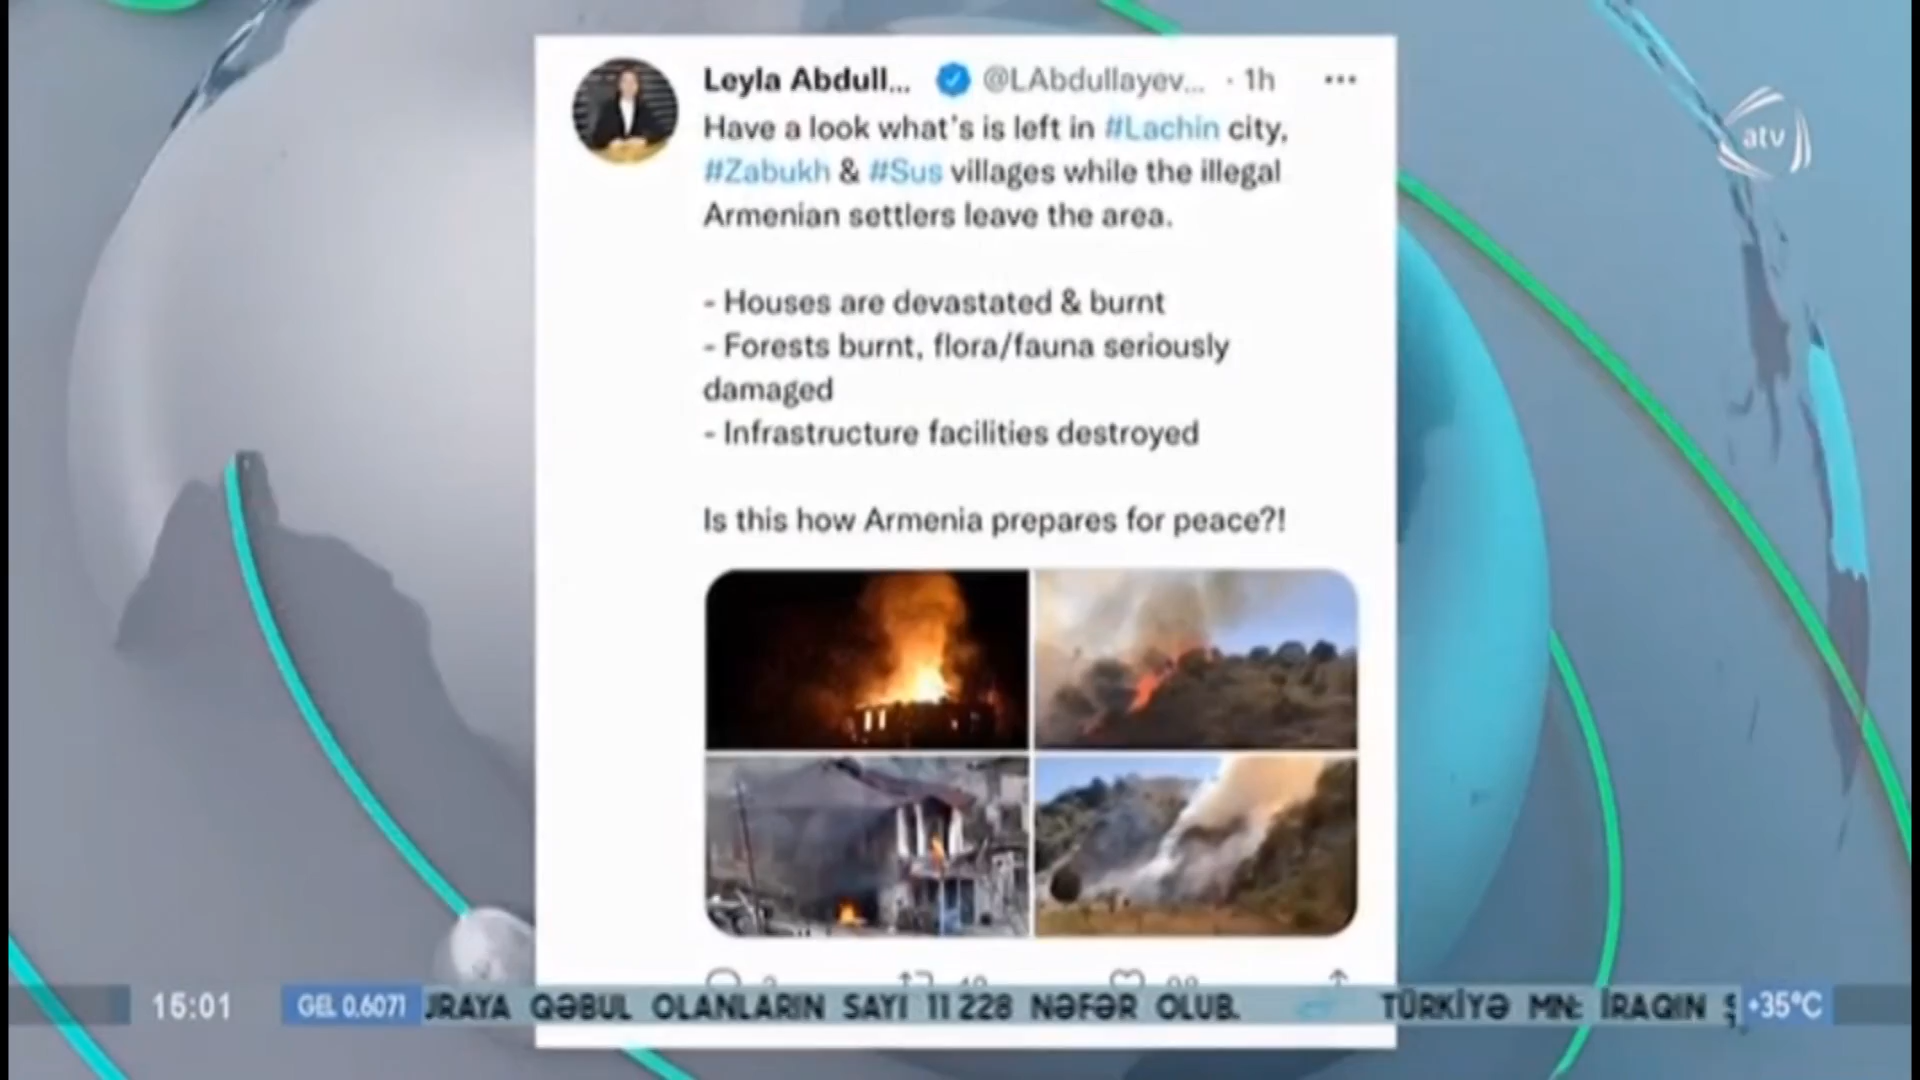 Leyla Abdull... @LAbdullayev... · 1h ...
Have a look what's is left in #Lachin city,
#Zabukh & #Sus villages while the illegal
Armenian settlers leave the area.
- Houses are devastated & burnt
- Forests burnt, flora/fauna seriously
damaged
- Infrastructure facilities destroyed
Is this how Armenia prepares for peace?!
atv
15:01 GEL 0.6071 URAYA QƏBUL OLANLARIN SAYI 11 228 NƏFƏR OLUB. TÜRKİYƏ MN: İRAQIN Ş +35°C